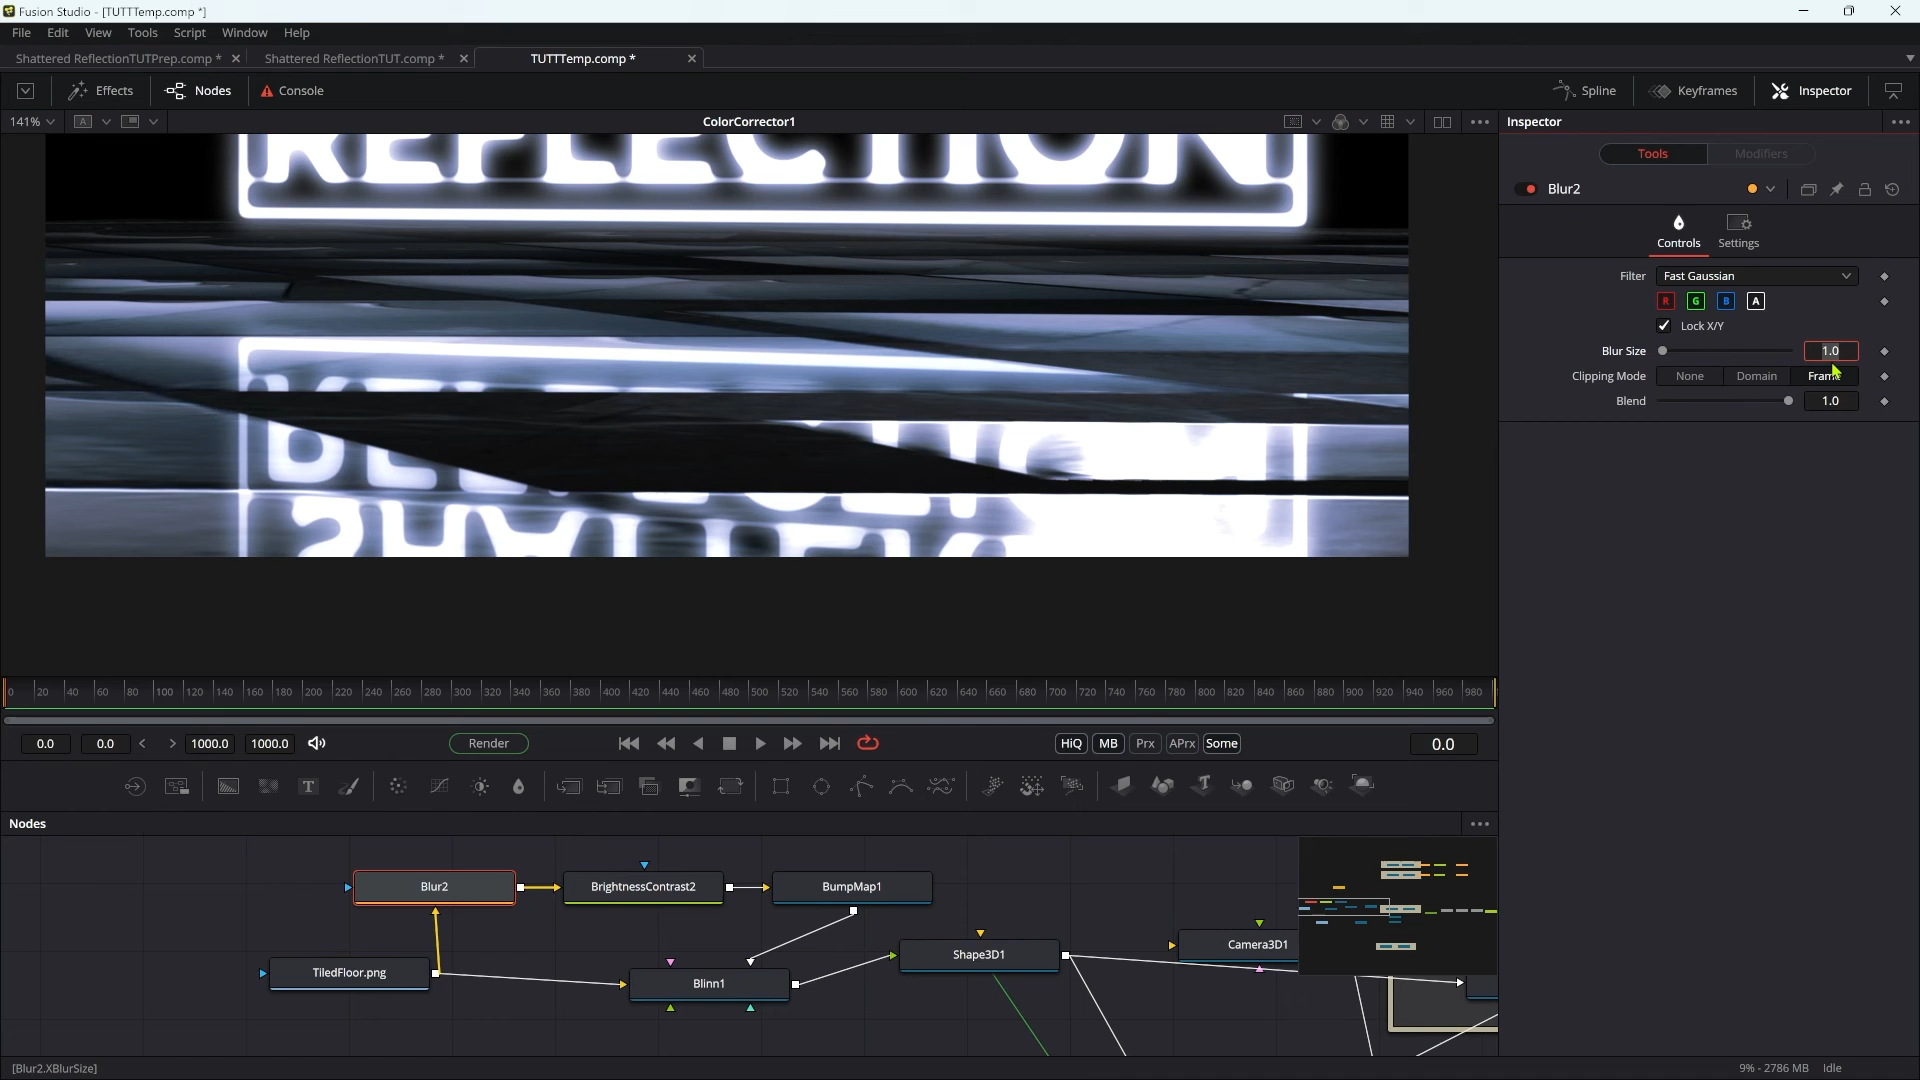 Fusion Studio - [TUTTTemp.comp *]
File Edit View Tools Script Window Help
Shattered ReflectionTUTPrep.comp * Shattered ReflectionTUT.comp * TUTTTemp.comp *
Effects Nodes Console Spline Keyframes Inspector
141% A ColorCorrector1 Inspector
REFLECTION
Tools Modifiers
Blur2
Controls Settings
Filter Fast Gaussian
R G B A
Lock X/Y
Blur Size 1.0
Clipping Mode None Domain Frame
Blend 1.0
0 20 40 60 80 100 120 140 160 180 200 220 240 260 280 300 320 340 360 380 400 420 440 460 480 500 520 540 560 580 600 620 640 660 680 700 720 740 760 780 800 820 840 860 880 900 920 940 960 980
0.0 0.0 < > 1000.0 1000.0 Render HiQ MB Prx APrx Some 0.0
T T
Nodes
Blur2 BrightnessContrast2 BumpMap1
Camera3D1
Shape3D1
TiledFloor.png
Blinn1
[Blur2.XBlurSize] 9% - 2786 MB Idle